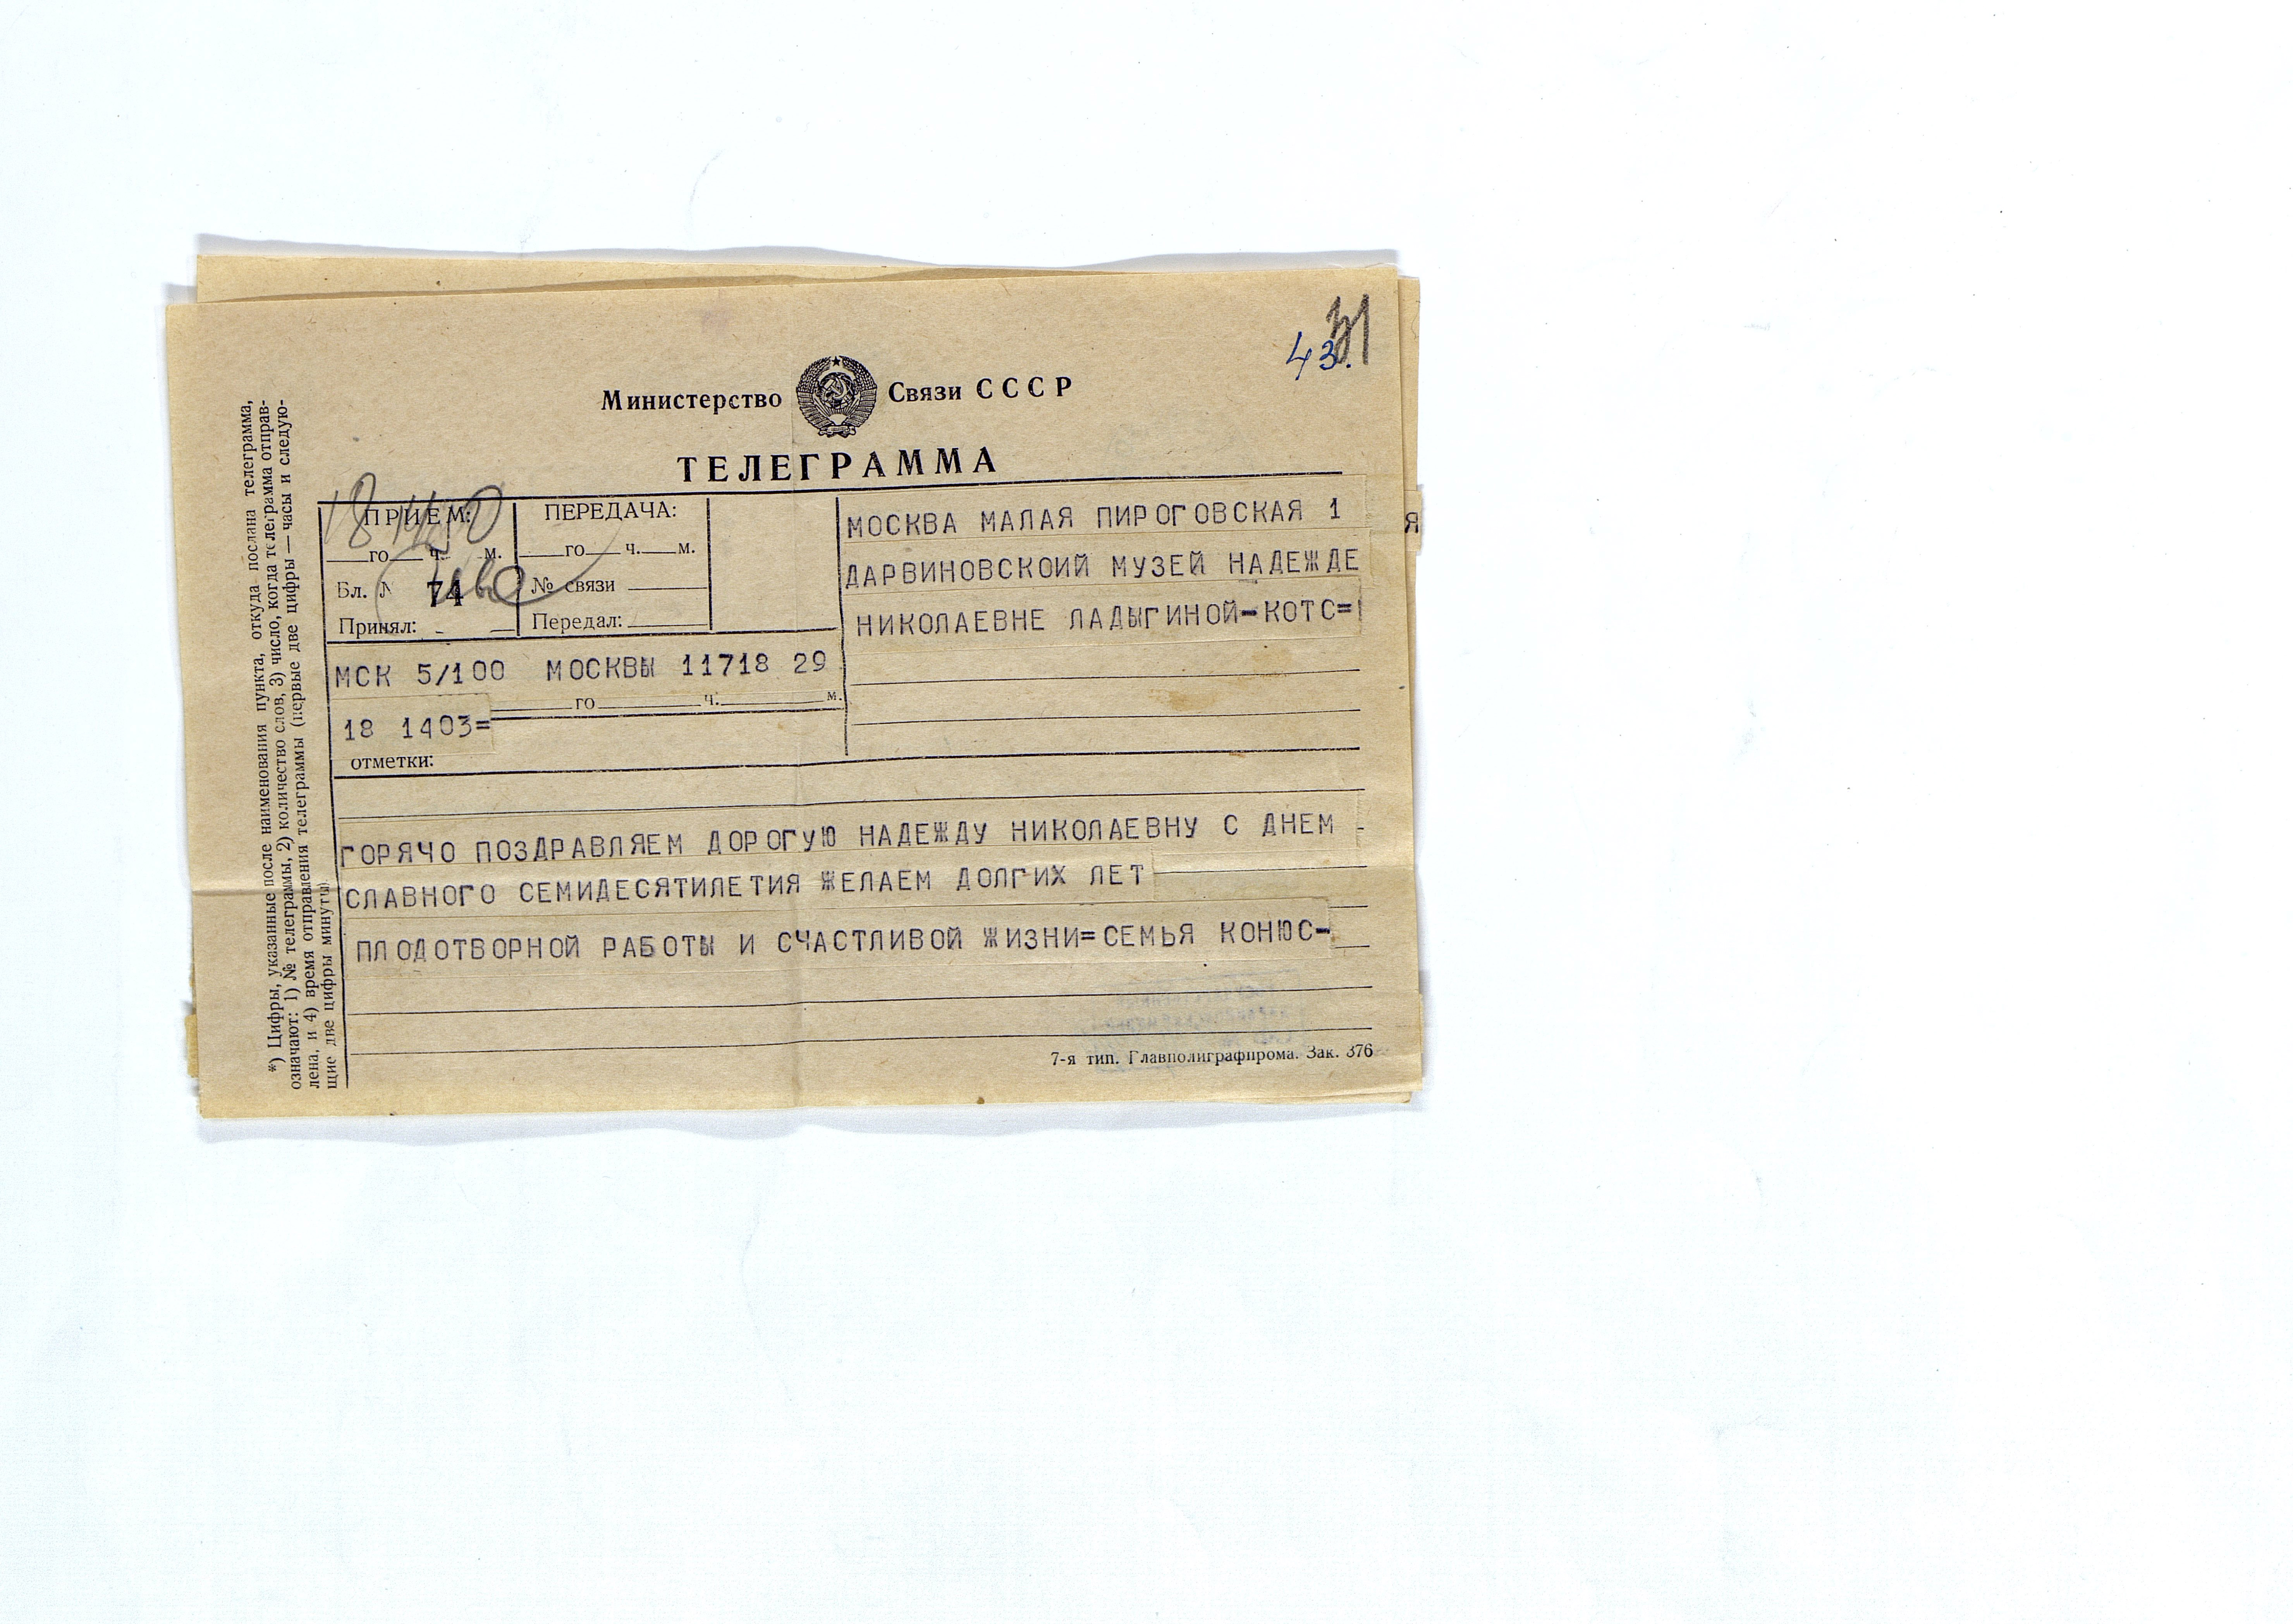 43.
Министерство Связи СССР
ТЕЛЕГРАММА
ПРИЕМ:
го ч. м.
Бл. № 74
Принял:
ПЕРЕДАЧА:
го ч. м.
№ связи
Передал:
МОСКВА МАЛАЯ ПИРОГОВСКАЯ 1
ДАРВИНОВСКОИЙ МУЗЕЙ НАДЕЖДЕ
НИКОЛАЕВНЕ ЛАДЫГИНОЙ-КОТС=
МСК 5/100 МОСКВЫ 11718 29
го ч. м.
18 1403=
отметки:
ГОРЯЧО ПОЗДРАВЛЯЕМ ДОРОГУЮ НАДЕЖДУ НИКОЛАЕВНУ С ДНЕМ
СЛАВНОГО СЕМИДЕСЯТИЛЕТИЯ ЖЕЛАЕМ ДОЛГИХ ЛЕТ
ПЛОДОТВОРНОЙ РАБОТЫ И СЧАСТЛИВОЙ ЖИЗНИ=СЕМЬЯ КОНЮС-
7-я тип. Главполиграфпрома. Зак. 376
*) Цифры, указанные после наименования пункта, откуда послана телеграмма,
означают: 1) № телеграммы, 2) количество слов, 3) число, когда телеграмма отправ-
лена, и 4) время отправления телеграммы (первые две цифры — часы и следую-
щие две цифры минуты).
Я